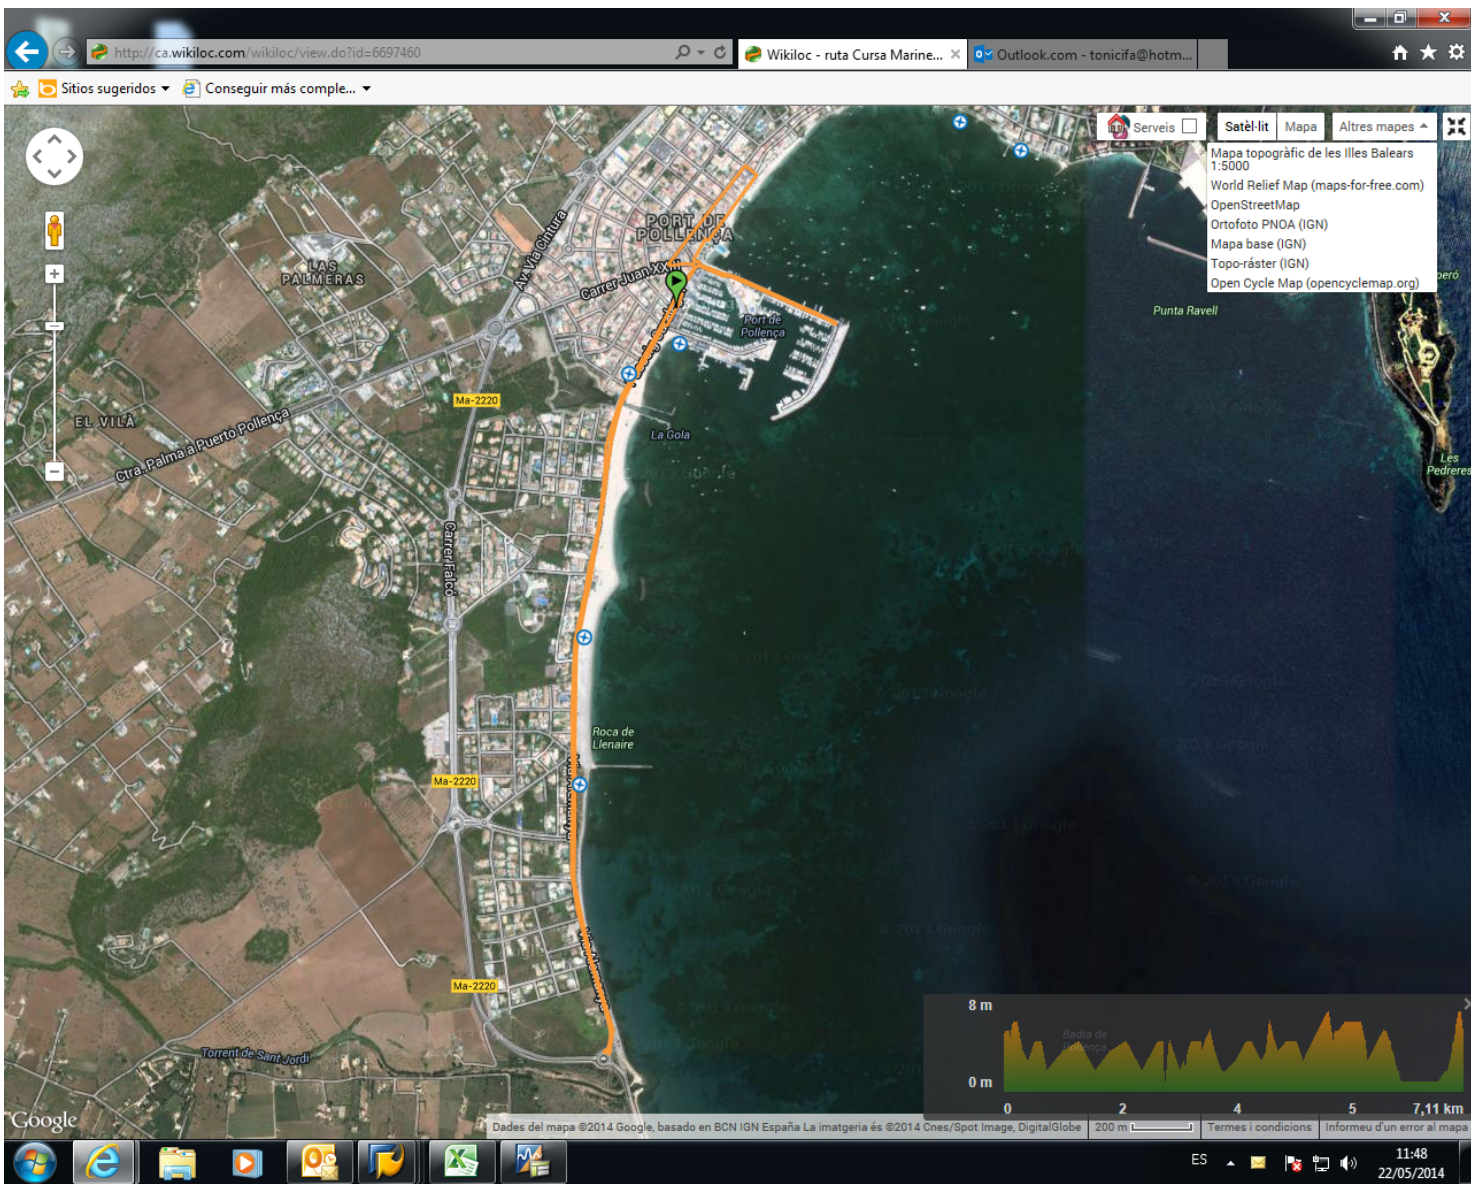 http://ca.wikiloc.com/wikiloc/view.do?id=6697460
Wikiloc - ruta Cursa Marine...
Outlook.com - tonicifa@hotm...
Sitios sugeridos
Conseguir más comple...
Serveis
Satèl·lit
Mapa
Altres mapes
Mapa topogràfic de les Illes Balears
1:5000
World Relief Map (maps-for-free.com)
OpenStreetMap
Ortofoto PNOA (IGN)
Mapa base (IGN)
Topo-ráster (IGN)
Open Cycle Map (opencyclemap.org)
PORT DE
POLLENÇA
Av. Via Cintura
LAS
PALMERAS
Carrer Juan XXIII
Port de
Pollença
Punta Ravell
Ma-2220
EL VILÀ
Ctra. Palma a Puerto Pollença
La Gola
Les
Pedreres
Carrer Falcó
Roca de
Llenaire
Ma-2220
Ma-2220
Via Alemanya
Torrent de Sant Jordi
8 m
Badia de
Pollença
0 m
0
2
4
5
7,11 km
Google
Dades del mapa ©2014 Google, basado en BCN IGN España La imatgeria és ©2014 Cnes/Spot Image, DigitalGlobe
200 m
Termes i condicions
Informeu d'un error al mapa
ES
11:48
22/05/2014